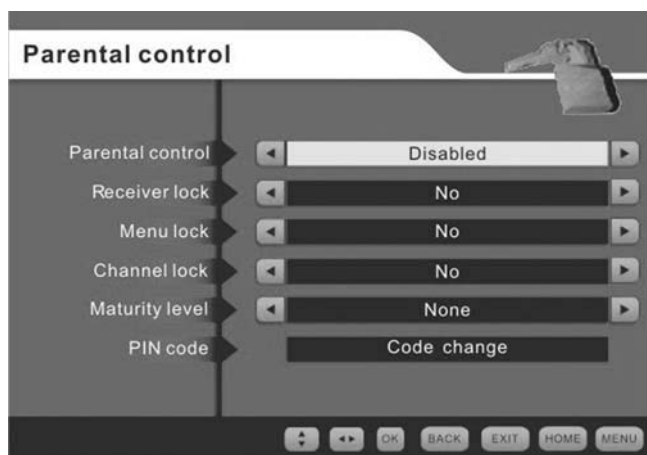 Parental control
Parental control Disabled
Receiver lock No
Menu lock No
Channel lock No
Maturity level None
PIN code Code change
OK BACK EXIT HOME MENU